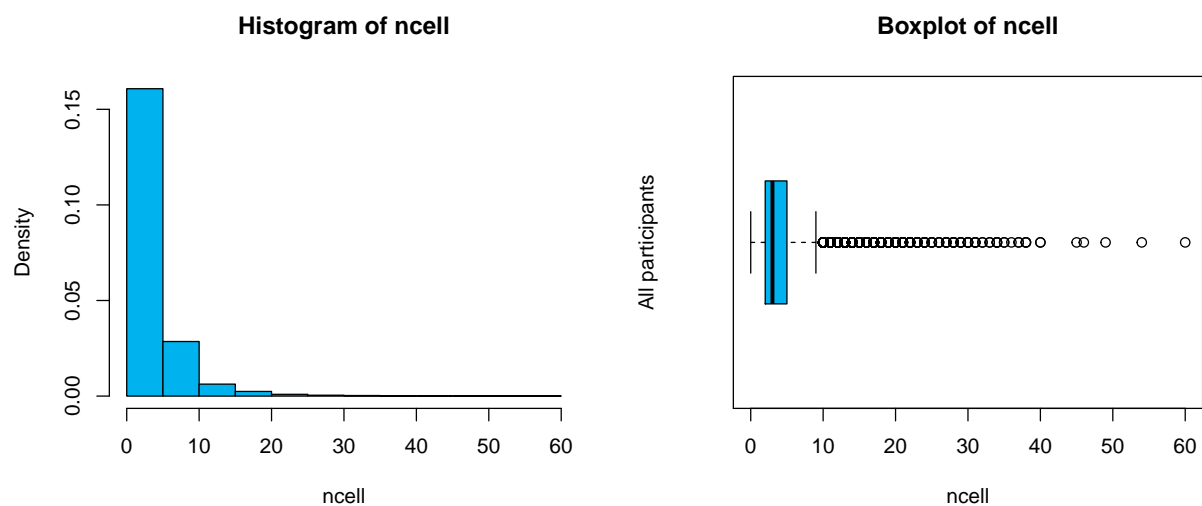 Histogram of ncell
Density
0.15
0.10
0.05
0.00
0 10 20 30 40 50 60
ncell
Boxplot of ncell
All participants
0 10 20 30 40 50 60
ncell